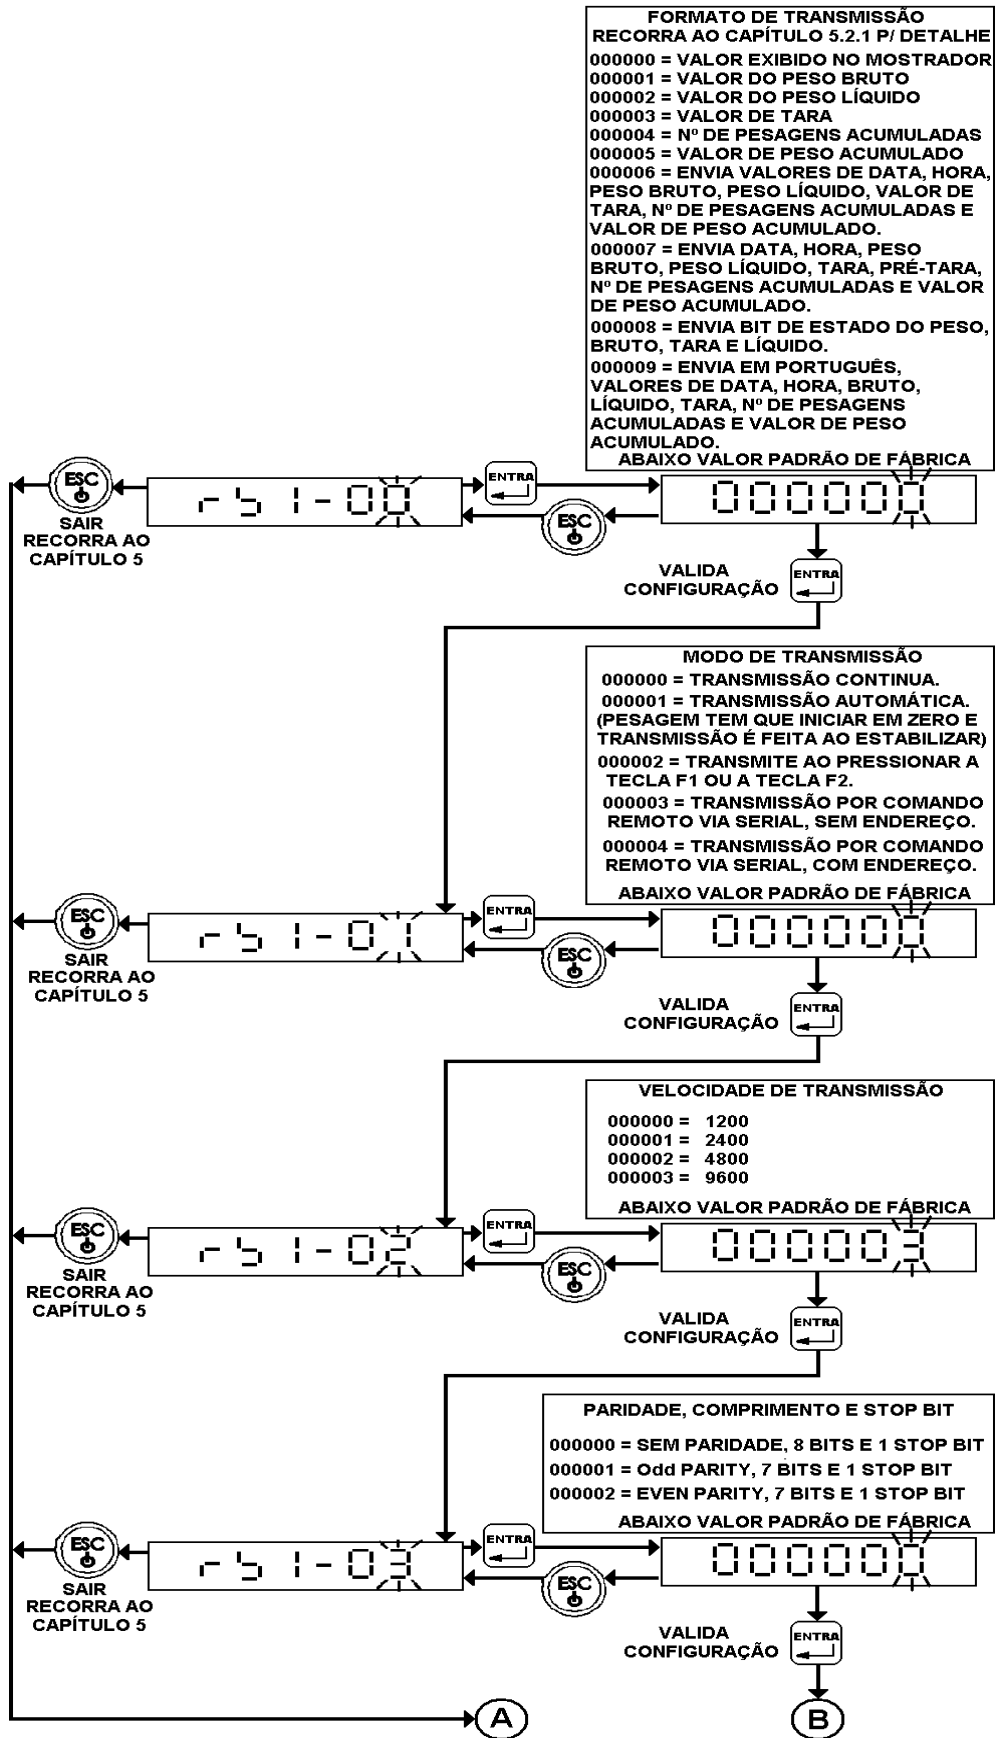 FORMATO DE TRANSMISSÃO
RECORRA AO CAPÍTULO 5.2.1 P/ DETALHE
000000 = VALOR EXIBIDO NO MOSTRADOR
000001 = VALOR DO PESO BRUTO
000002 = VALOR DO PESO LÍQUIDO
000003 = VALOR DE TARA
000004 = Nº DE PESAGENS ACUMULADAS
000005 = VALOR DE PESO ACUMULADO
000006 = ENVIA VALORES DE DATA, HORA,
PESO BRUTO, PESO LÍQUIDO, VALOR DE
TARA, Nº DE PESAGENS ACUMULADAS E
VALOR DE PESO ACUMULADO.
000007 = ENVIA DATA, HORA, PESO
BRUTO, PESO LÍQUIDO, TARA, PRÉ-TARA,
Nº DE PESAGENS ACUMULADAS E VALOR
DE PESO ACUMULADO.
000008 = ENVIA BIT DE ESTADO DO PESO,
BRUTO, TARA E LÍQUIDO.
000009 = ENVIA EM PORTUGUÊS,
VALORES DE DATA, HORA, BRUTO,
LÍQUIDO, TARA, Nº DE PESAGENS
ACUMULADAS E VALOR DE PESO
ACUMULADO.
ABAIXO VALOR PADRÃO DE FÁBRICA
ESC
rS1-00
ENTRA
000000
ESC
SAIR
RECORRA AO
CAPÍTULO 5
VALIDA
CONFIGURAÇÃO
ENTRA
MODO DE TRANSMISSÃO
000000 = TRANSMISSÃO CONTINUA.
000001 = TRANSMISSÃO AUTOMÁTICA.
(PESAGEM TEM QUE INICIAR EM ZERO E
TRANSMISSÃO É FEITA AO ESTABILIZAR)
000002 = TRANSMITE AO PRESSIONAR A
TECLA F1 OU A TECLA F2.
000003 = TRANSMISSÃO POR COMANDO
REMOTO VIA SERIAL, SEM ENDEREÇO.
000004 = TRANSMISSÃO POR COMANDO
REMOTO VIA SERIAL, COM ENDEREÇO.
ABAIXO VALOR PADRÃO DE FÁBRICA
ESC
rS1-01
ENTRA
000000
ESC
SAIR
RECORRA AO
CAPÍTULO 5
VALIDA
CONFIGURAÇÃO
ENTRA
VELOCIDADE DE TRANSMISSÃO
000000 = 1200
000001 = 2400
000002 = 4800
000003 = 9600
ABAIXO VALOR PADRÃO DE FÁBRICA
ESC
rS1-02
ENTRA
000003
ESC
SAIR
RECORRA AO
CAPÍTULO 5
VALIDA
CONFIGURAÇÃO
ENTRA
PARIDADE, COMPRIMENTO E STOP BIT
000000 = SEM PARIDADE, 8 BITS E 1 STOP BIT
000001 = Odd PARITY, 7 BITS E 1 STOP BIT
000002 = EVEN PARITY, 7 BITS E 1 STOP BIT
ABAIXO VALOR PADRÃO DE FÁBRICA
ESC
rS1-03
ENTRA
000000
ESC
SAIR
RECORRA AO
CAPÍTULO 5
VALIDA
CONFIGURAÇÃO
ENTRA
A
B